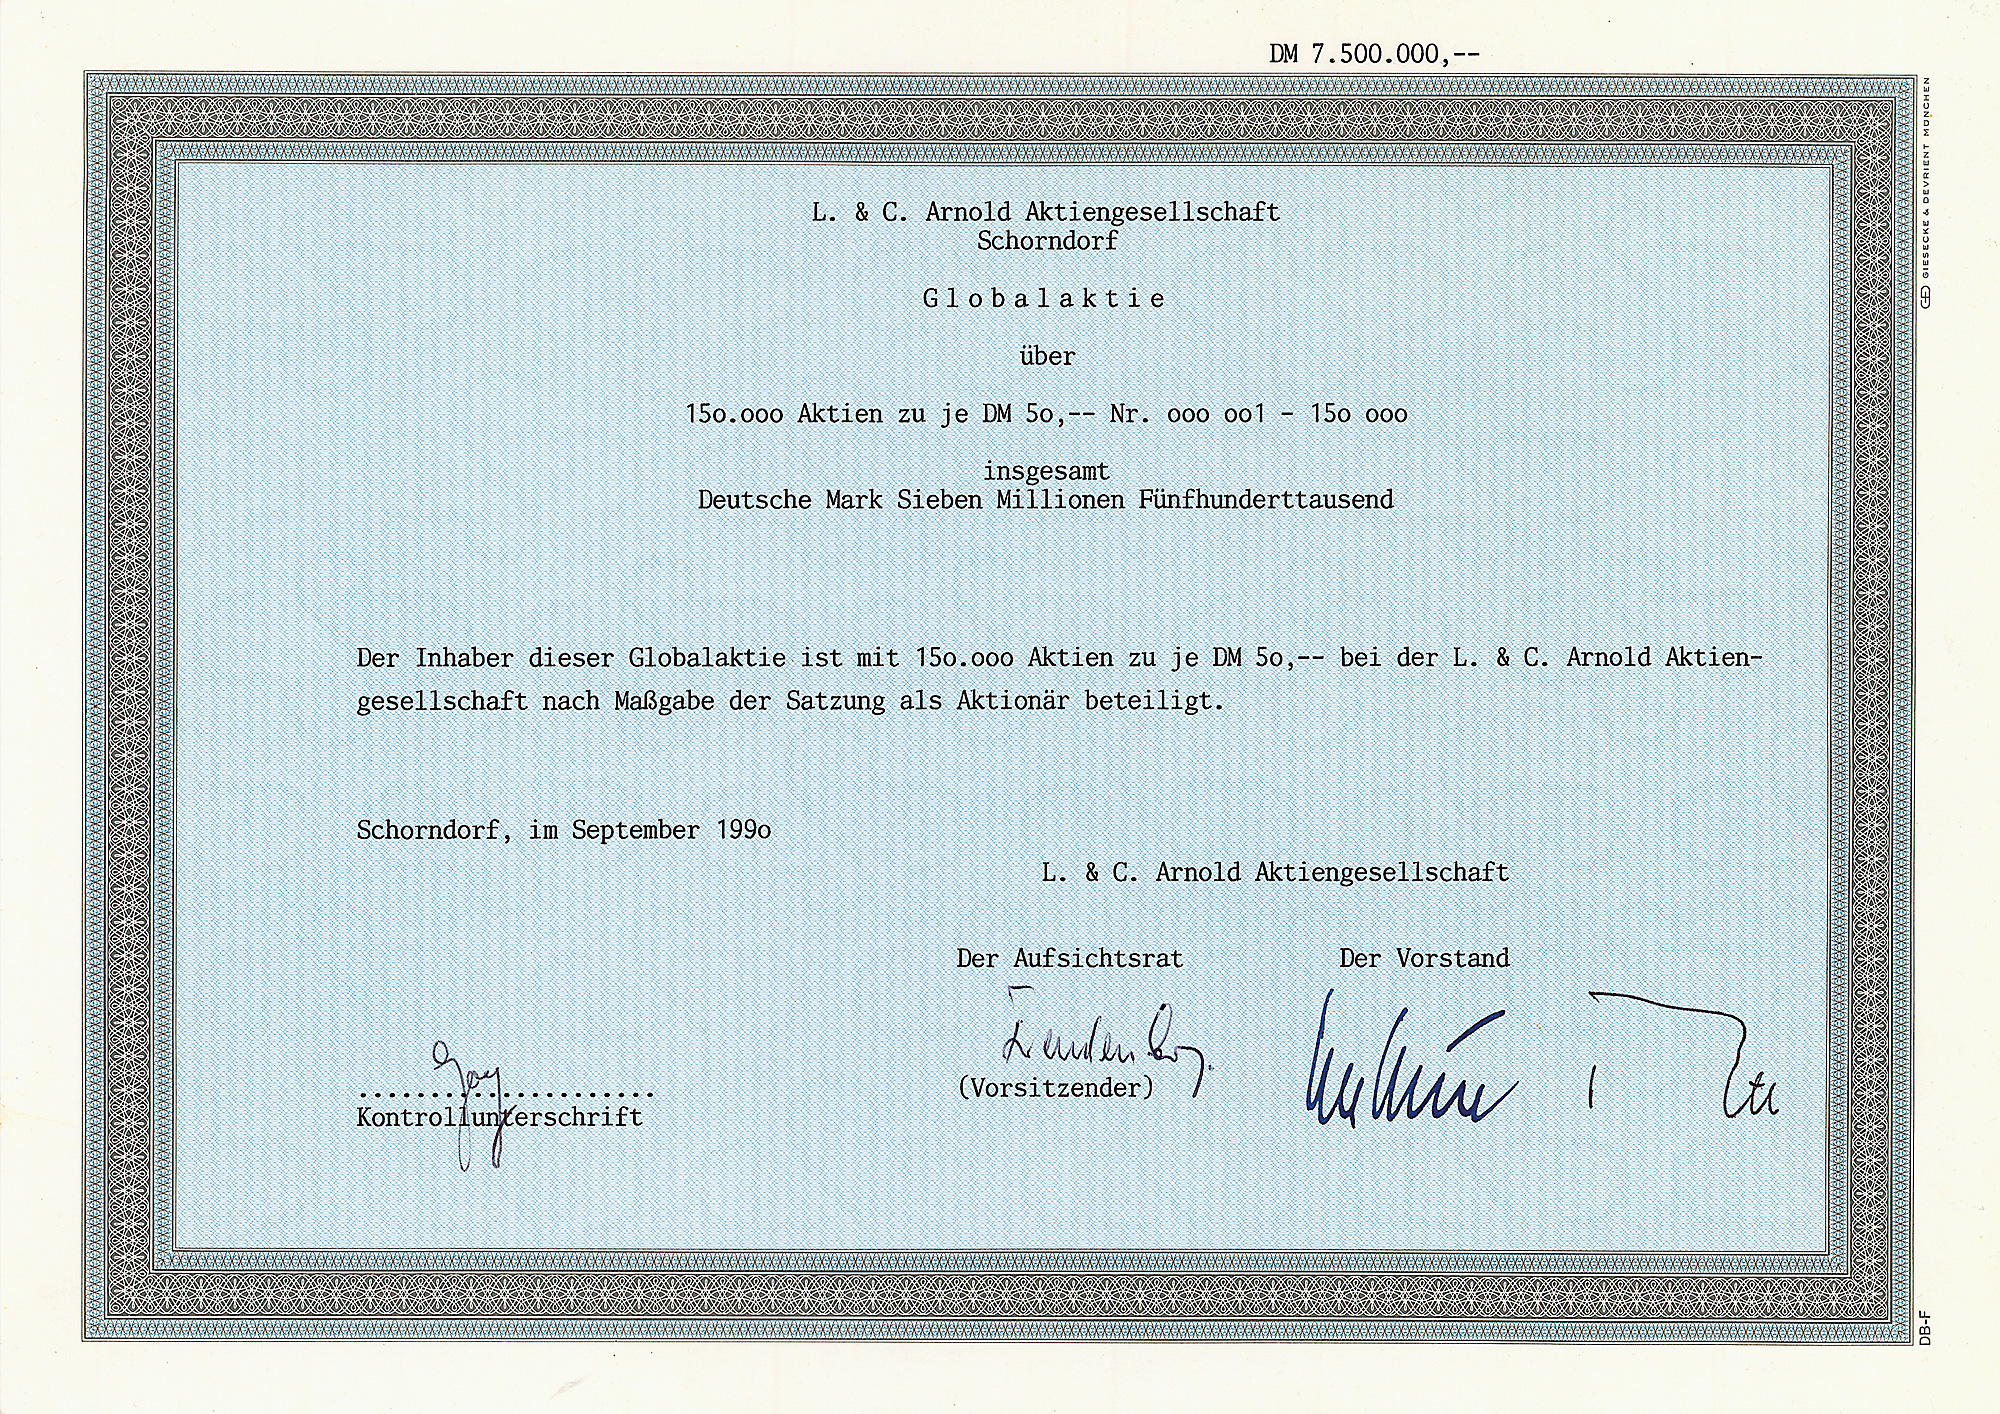 DM 7.500.000,--
GIESECKE & DEVRIENT MÜNCHEN
L. & C. Arnold Aktiengesellschaft
Schorndorf
Globalaktie
über
15o.ooo Aktien zu je DM 5o,-- Nr. ooo oo1 - 15o ooo
insgesamt
Deutsche Mark Sieben Millionen Fünfhunderttausend
Der Inhaber dieser Globalaktie ist mit 15o.ooo Aktien zu je DM 5o,-- bei der L. & C. Arnold Aktien-
gesellschaft nach Maßgabe der Satzung als Aktionär beteiligt.
Schorndorf, im September 199o
L. & C. Arnold Aktiengesellschaft
Der Aufsichtsrat Der Vorstand
(Vorsitzender)
.....................
Kontrollunterschrift
DB-F